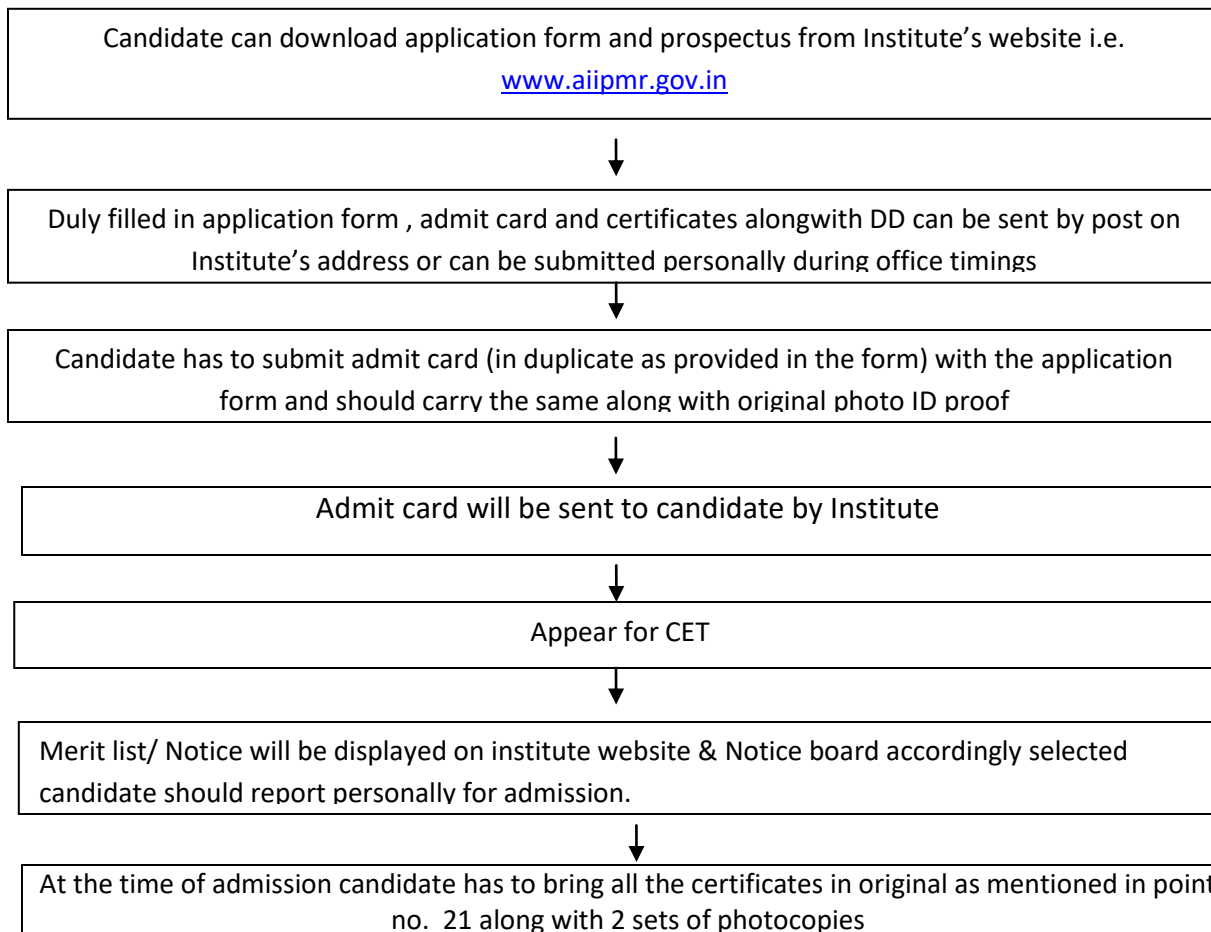 Candidate can download application form and prospectus from Institute’s website i.e.
www.aiipmr.gov.in
Duly filled in application form , admit card and certificates alongwith DD can be sent by post on
Institute’s address or can be submitted personally during office timings
Candidate has to submit admit card (in duplicate as provided in the form) with the application
form and should carry the same along with original photo ID proof
Admit card will be sent to candidate by Institute
Appear for CET
Merit list/ Notice will be displayed on institute website & Notice board accordingly selected
candidate should report personally for admission.
At the time of admission candidate has to bring all the certificates in original as mentioned in point
no. 21 along with 2 sets of photocopies